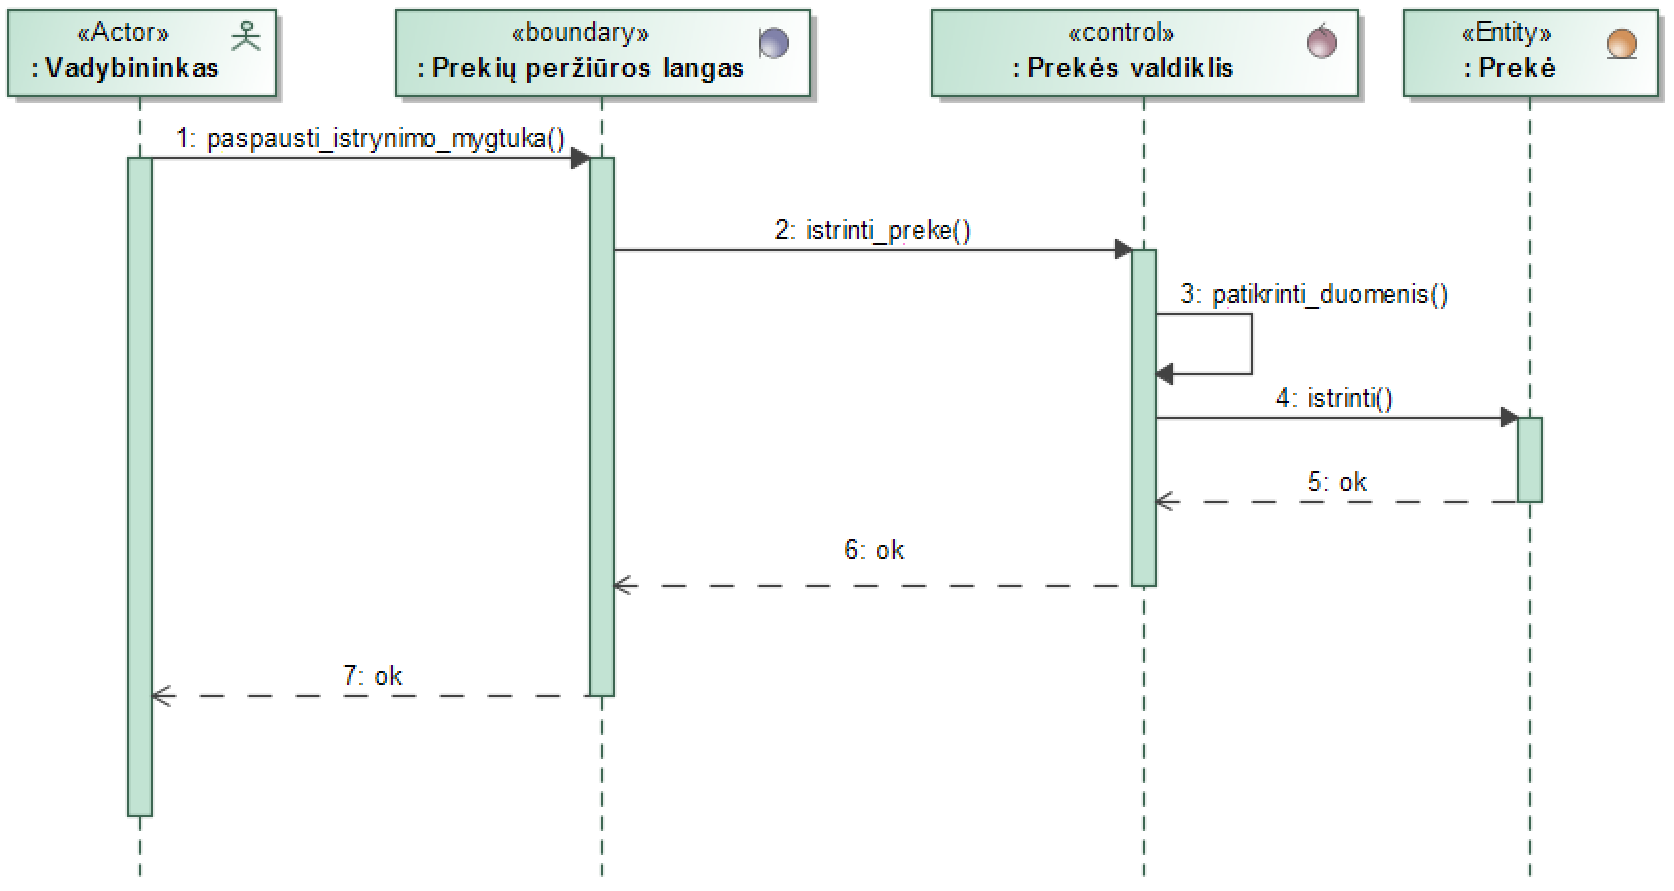 «Actor»
: Vadybininkas
«boundary»
: Prekių peržiūros langas
«control»
: Prekės valdiklis
«Entity»
: Prekė
1: paspausti_istrynimo_mygtuka()
2: istrinti_preke()
3: patikrinti_duomenis()
4: istrinti()
5: ok
6: ok
7: ok